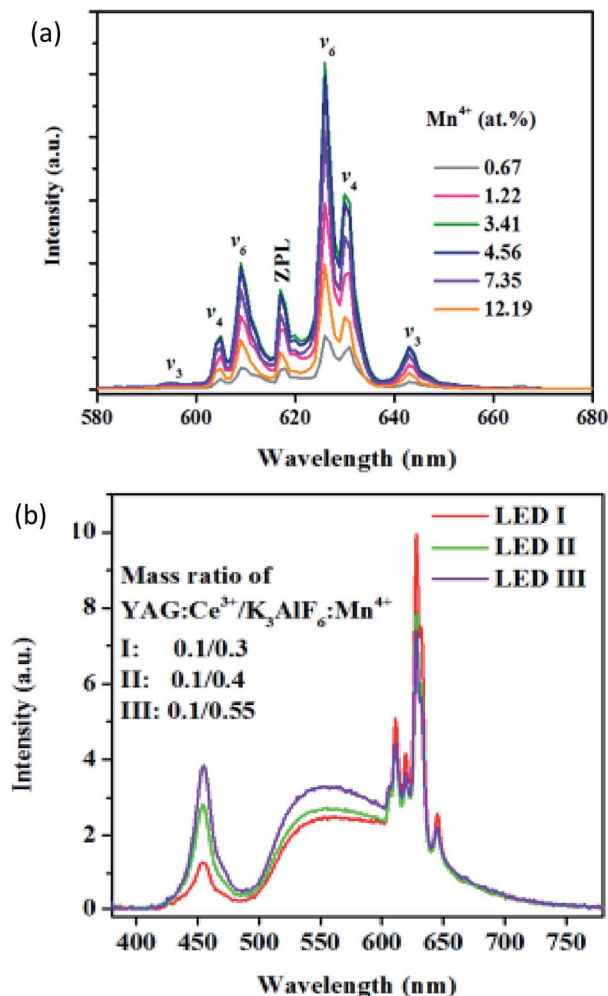 (a)
v6
Mn⁴⁺ (at.%)
0.67
1.22
3.41
4.56
7.35
12.19
v4
v6
ZPL
v4
v3
v3
Intensity (a.u.)
580 600 620 640 660 680
Wavelength (nm)
(b)
10
8
6
4
2
0
LED I
LED II
LED III
Mass ratio of
YAG:Ce³⁺/K₃AlF₆:Mn⁴⁺
I: 0.1/0.3
II: 0.1/0.4
III: 0.1/0.55
Intensity (a.u.)
400 450 500 550 600 650 700 750
Wavelength (nm)